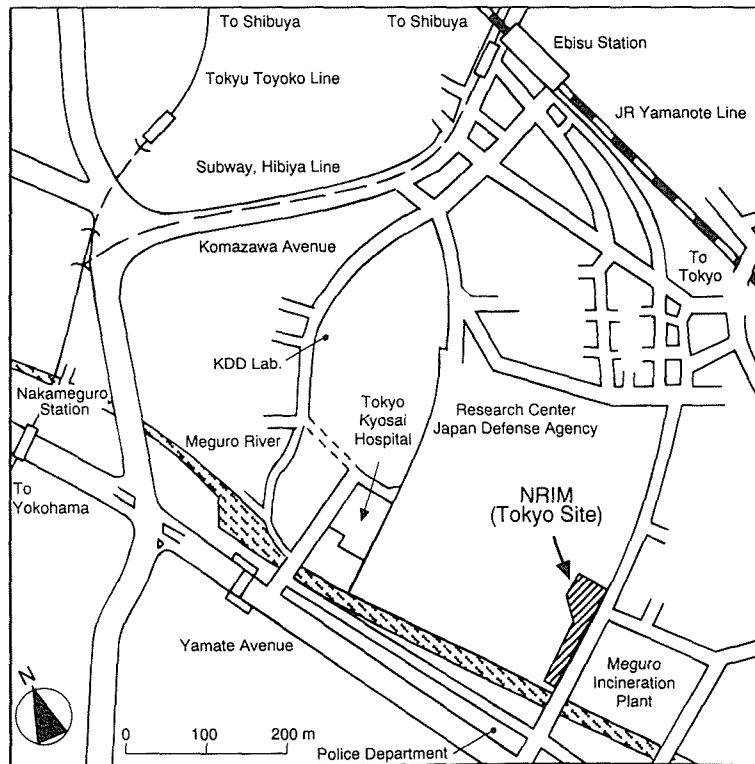 To Shibuya
To Shibuya
Ebisu Station
Tokyu Toyoko Line
JR Yamanote Line
Subway, Hibiya Line
Komazawa Avenue
To
Tokyo
KDD Lab.
Nakameguro
Station
Tokyo
Kyosai
Hospital
Research Center
Japan Defense Agency
Meguro River
To
Yokohama
NRIM
(Tokyo Site)
Yamate Avenue
Meguro
Incineration
Plant
N
0 100 200 m
Police Department